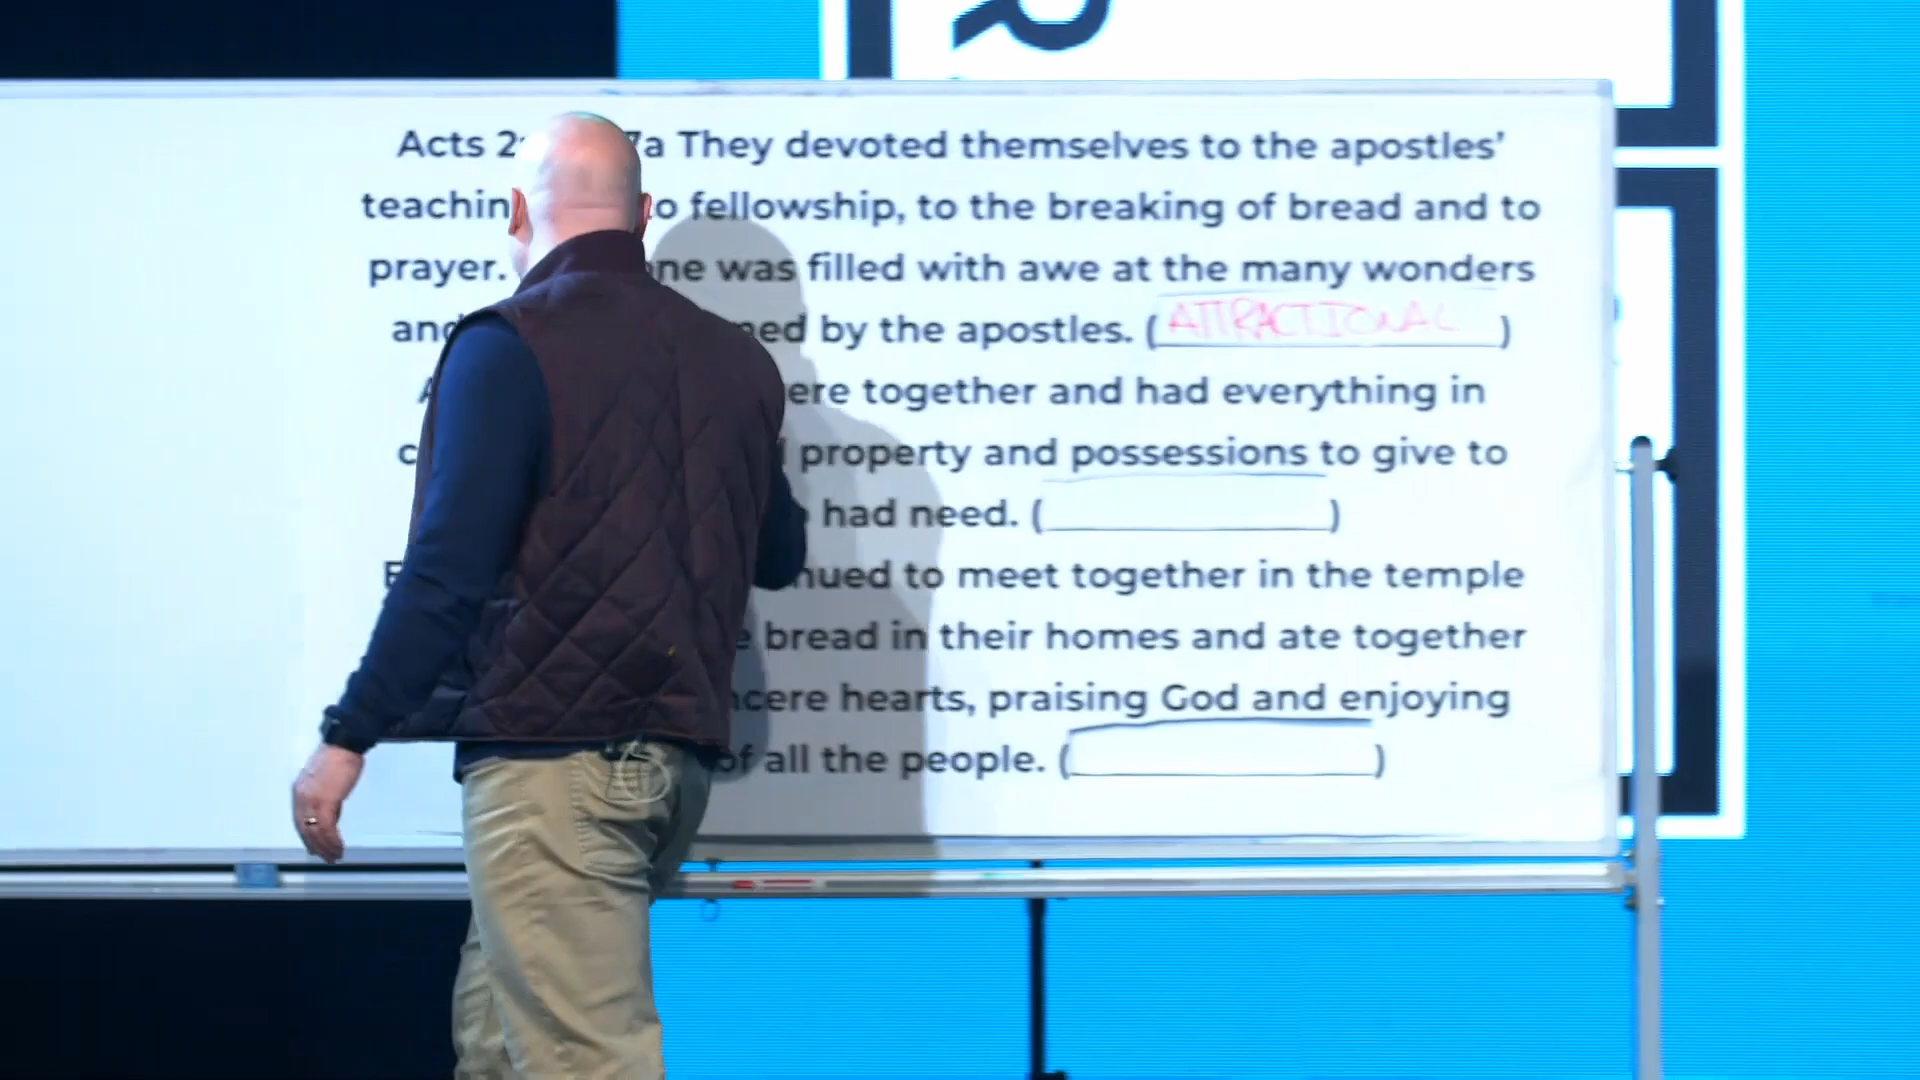 R
Acts 2 7a They devoted themselves to the apostles’
teachin o fellowship, to the breaking of bread and to
prayer. ne was filled with awe at the many wonders
and ed by the apostles. (ATTRACTIONAL)
A ere together and had everything in
c property and possessions to give to
had need. ( )
E nued to meet together in the temple
e bread in their homes and ate together
ncere hearts, praising God and enjoying
of all the people. ( )